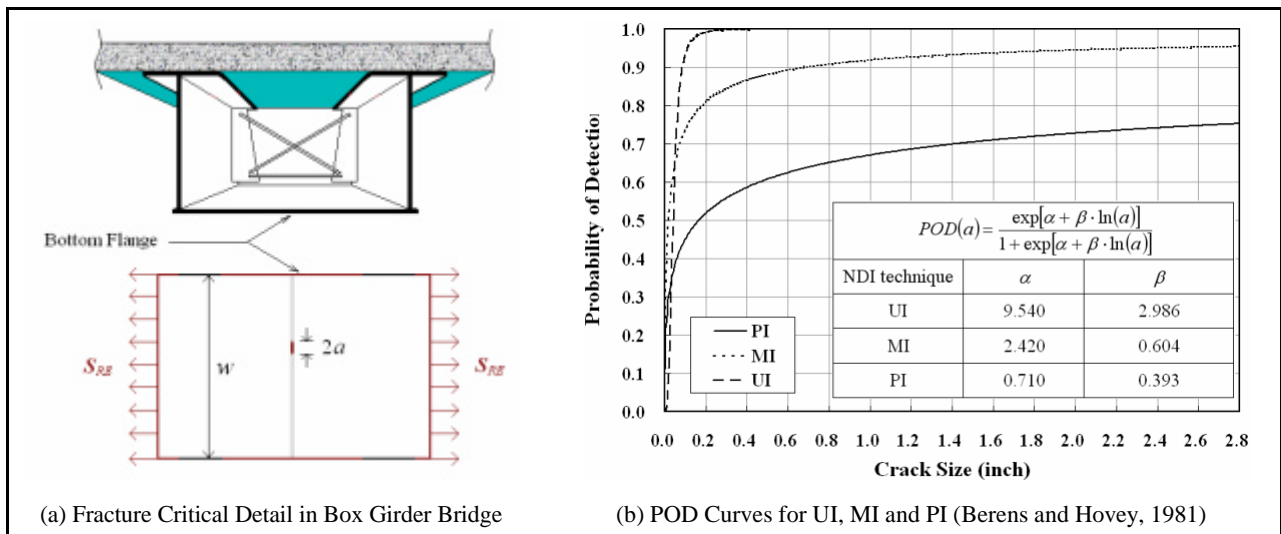 Bottom Flange
S_RE
w
2a
S_RE
(a) Fracture Critical Detail in Box Girder Bridge
Probability of Detection
1.0
0.9
0.8
0.7
0.6
0.5
0.4
0.3
0.2
0.1
0.0
POD(a) = exp[α + β · ln(a)] / 1 + exp[α + β · ln(a)]
NDI technique α β
UI 9.540 2.986
MI 2.420 0.604
PI 0.710 0.393
PI
MI
UI
0.0 0.2 0.4 0.6 0.8 1.0 1.2 1.4 1.6 1.8 2.0 2.2 2.4 2.6 2.8
Crack Size (inch)
(b) POD Curves for UI, MI and PI (Berens and Hovey, 1981)